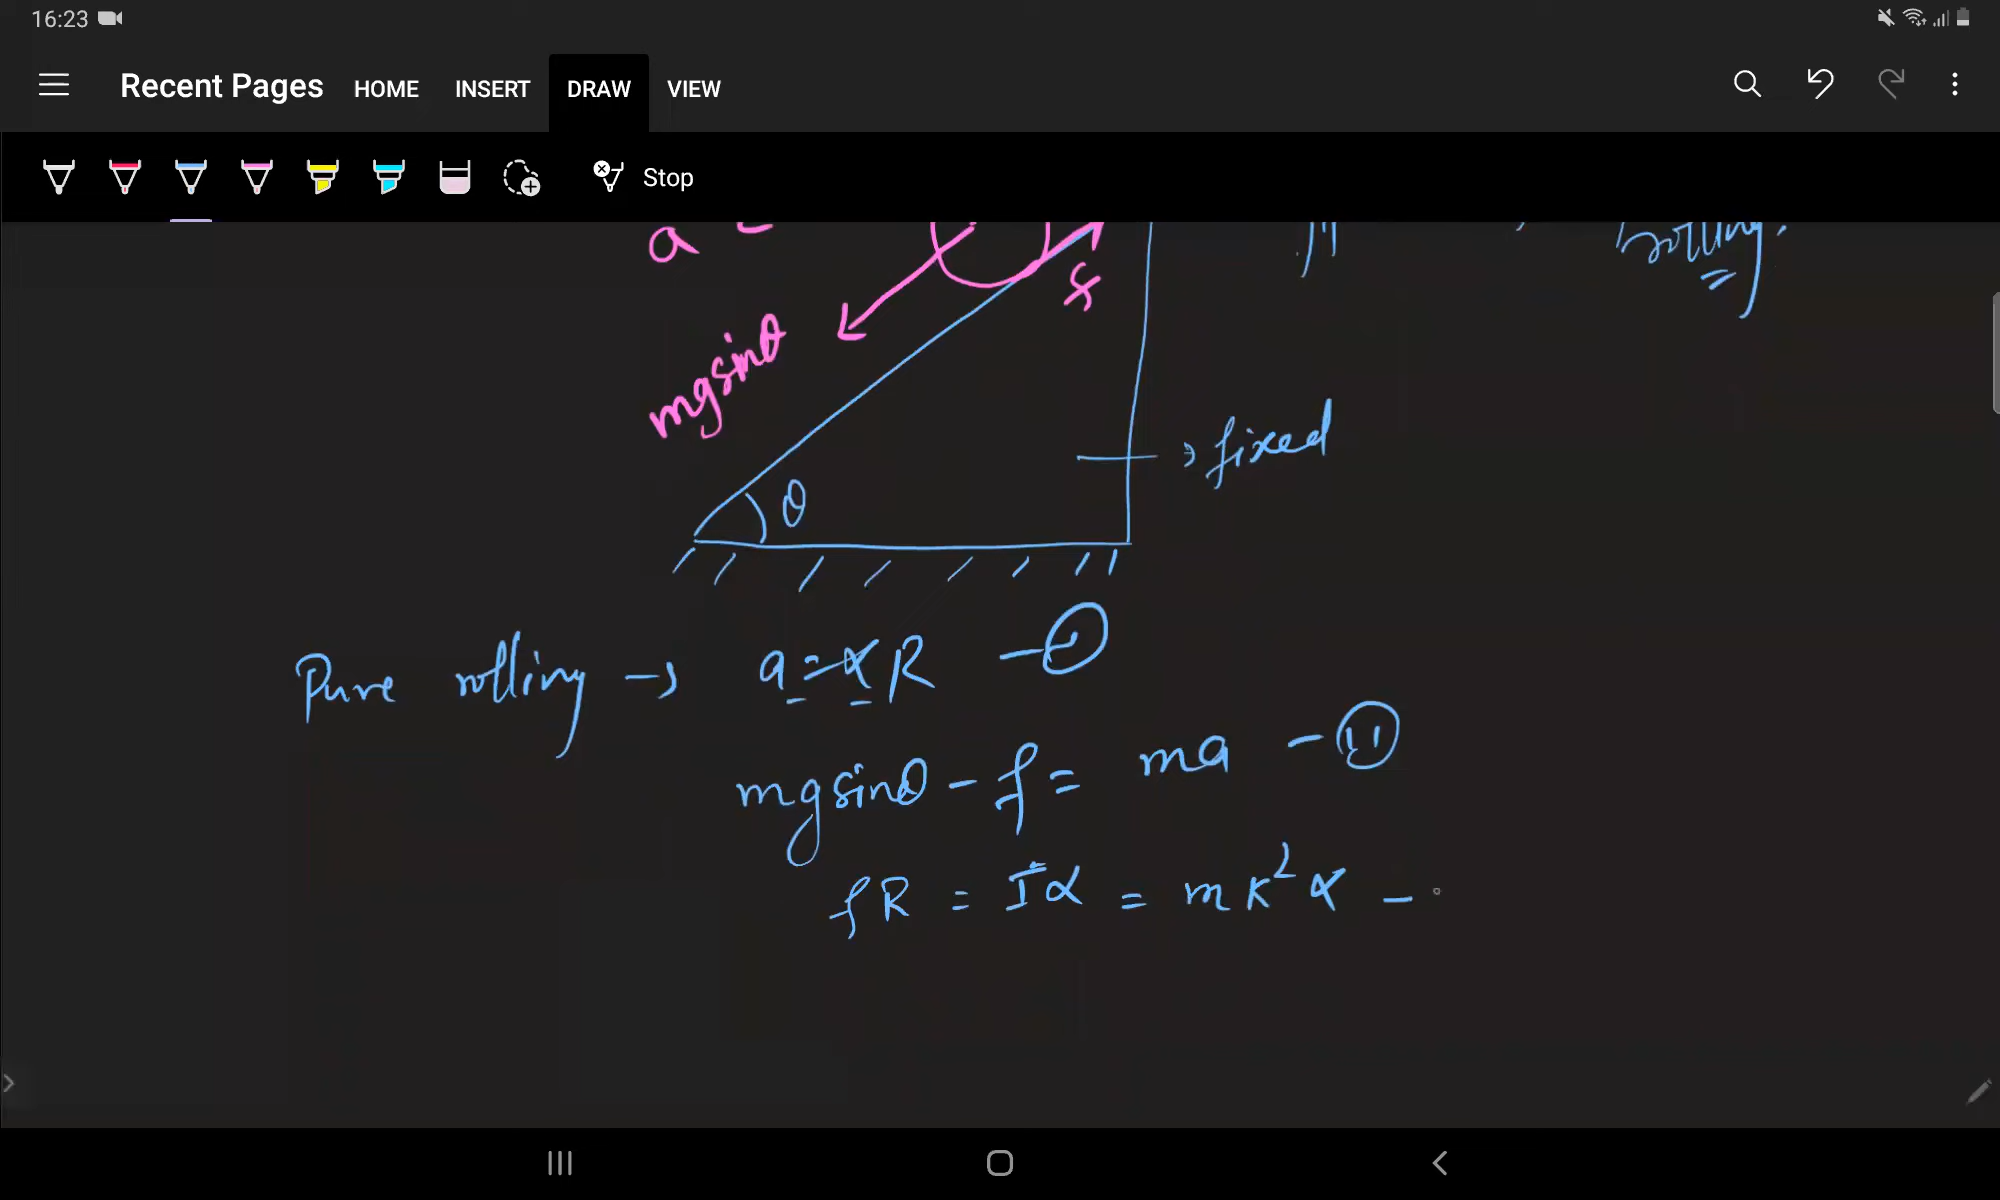 16:23
Recent Pages HOME INSERT DRAW VIEW
Stop
a
f
rolling.
mgsinθ
→ fixed
θ
Pure rolling → a = αR - ①
mgsinθ - f = ma - ⑪
fR = Iα = mK²α -